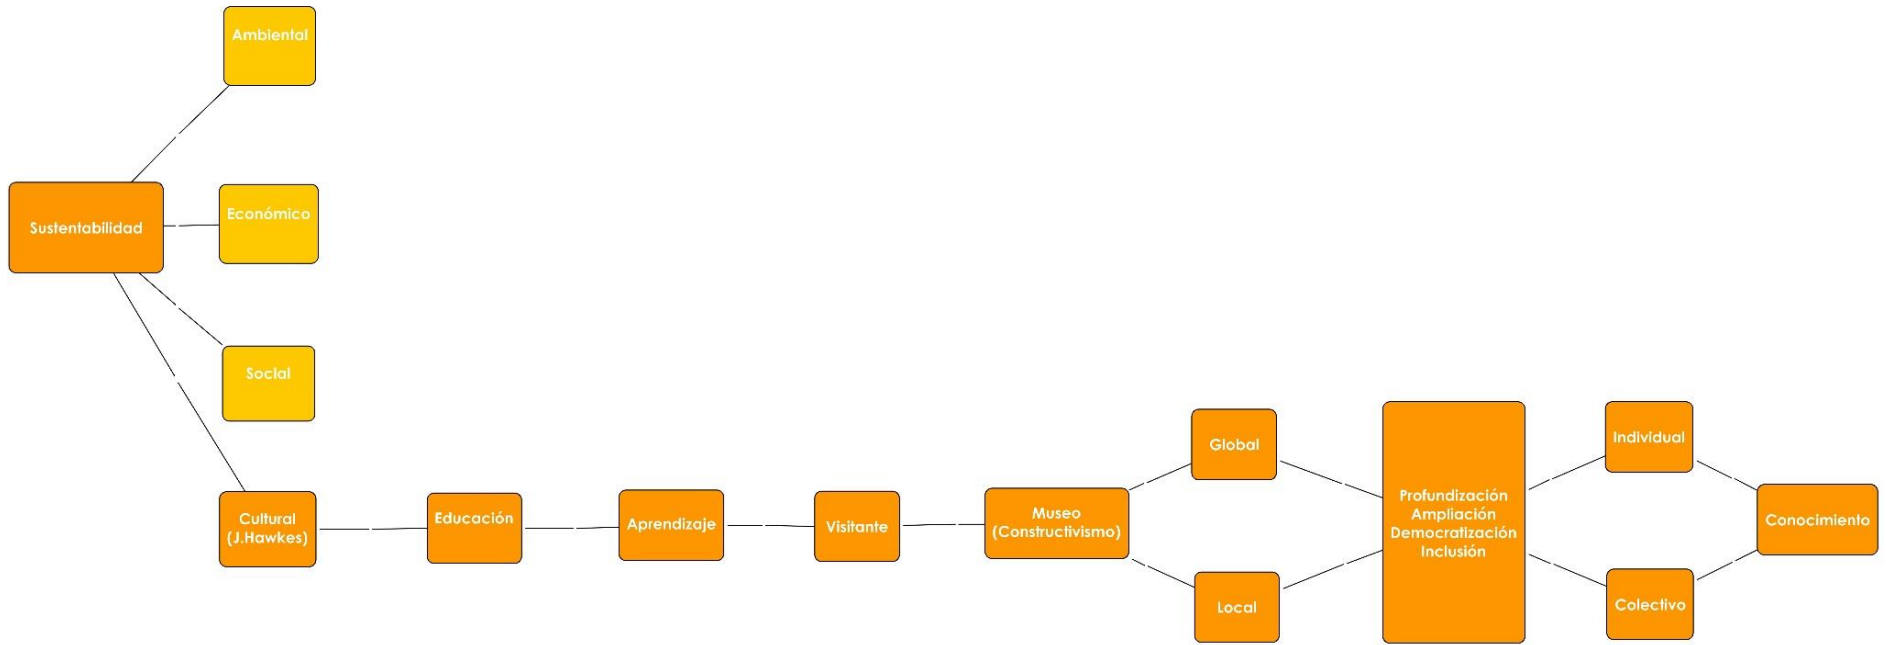 Ambiental
Sustentabilidad
Económico
Social
Cultural
(J.Hawkes)
Educación
Aprendizaje
Visitante
Museo
(Constructivismo)
Global
Local
Profundización
Ampliación
Democratización
Inclusión
Individual
Colectivo
Conocimiento